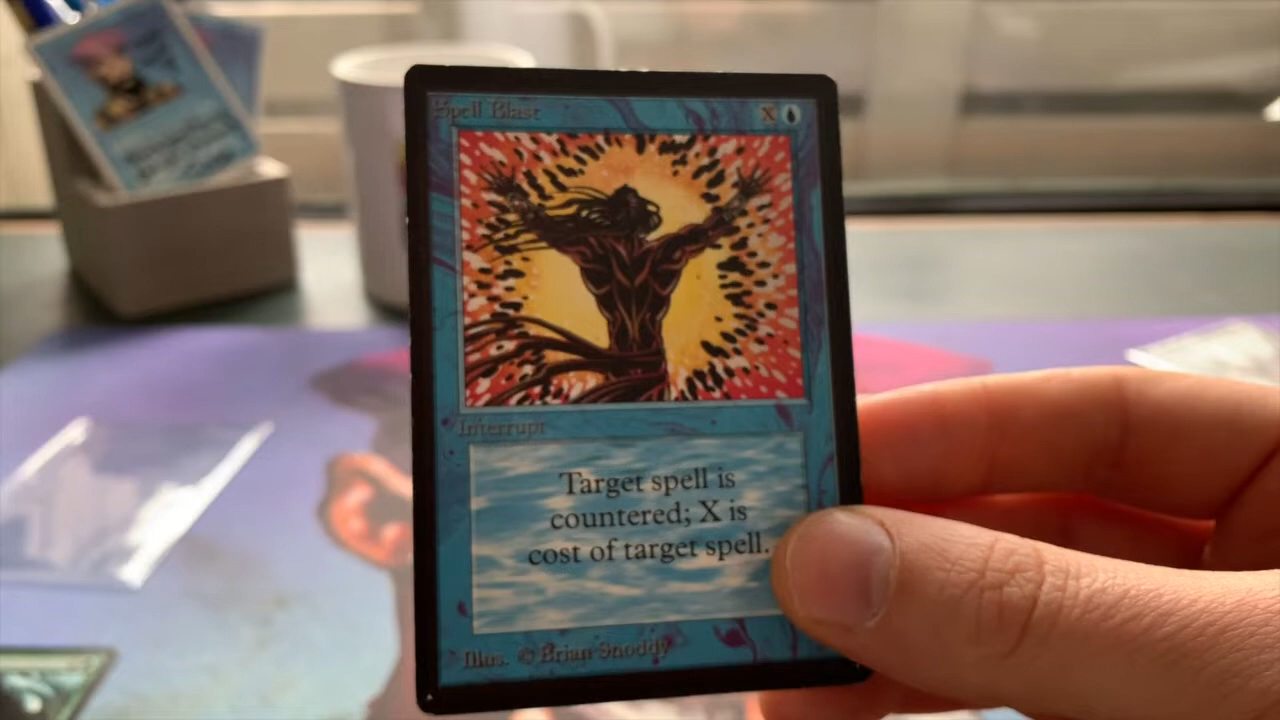 Spell Blast X
Interrupt
Target spell is
countered; X is
cost of target spell.
Illus. © Brian Snoddy